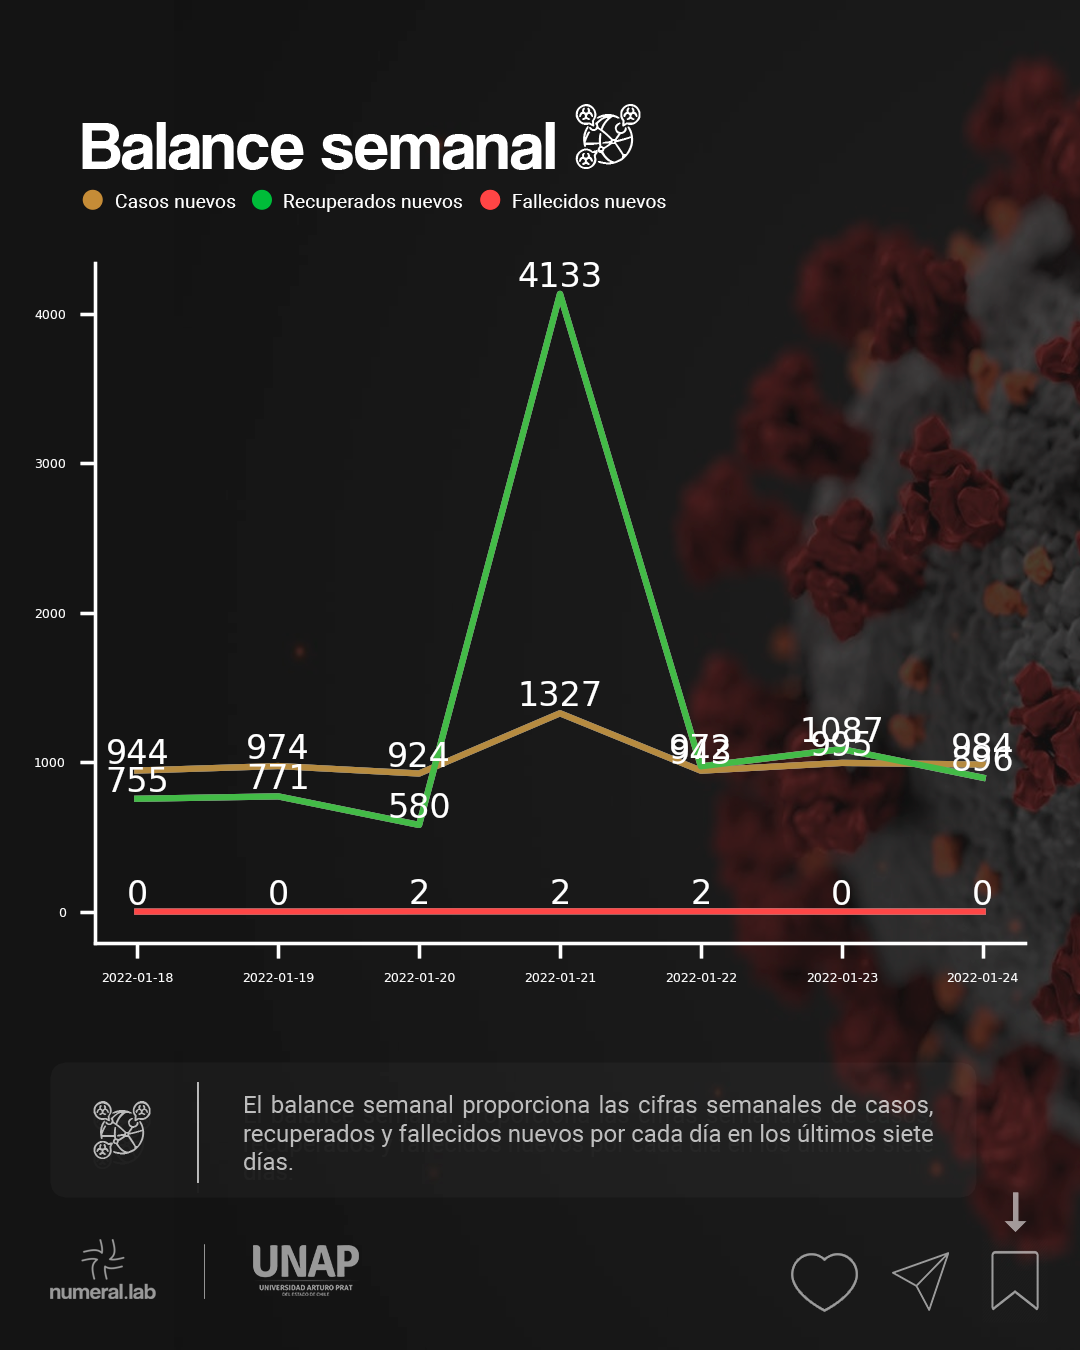 Balance semanal
Casos nuevos Recuperados nuevos Fallecidos nuevos
4133
4000
3000
2000
1327
1087
972
943
995
984
896
944
974
924
1000
755
771
580
0 0 2 2 2 0 0
0
2022-01-18 2022-01-19 2022-01-20 2022-01-21 2022-01-22 2022-01-23 2022-01-24
El balance semanal proporciona las cifras semanales de casos,
recuperados y fallecidos nuevos por cada día en los últimos siete
días.
numeral.lab
UNAP
UNIVERSIDAD ARTURO PRAT
DEL ESTADO DE CHILE